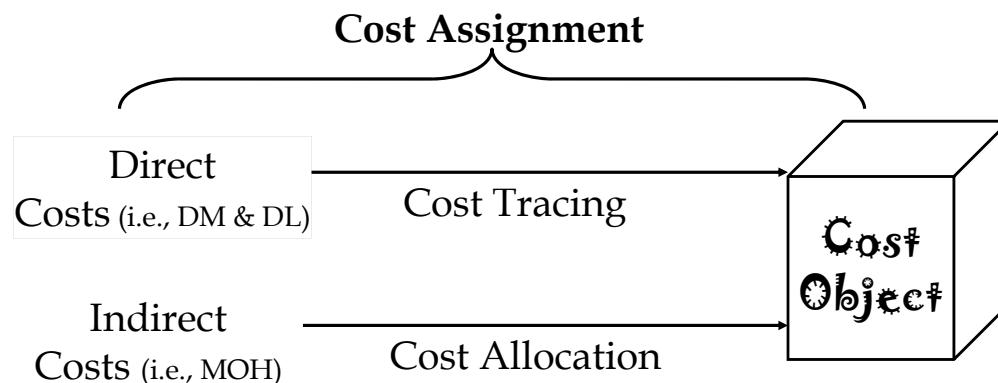 Cost Assignment
Direct
Costs (i.e., DM & DL)
Cost Tracing
Cost
Object
Indirect
Costs (i.e., MOH)
Cost Allocation